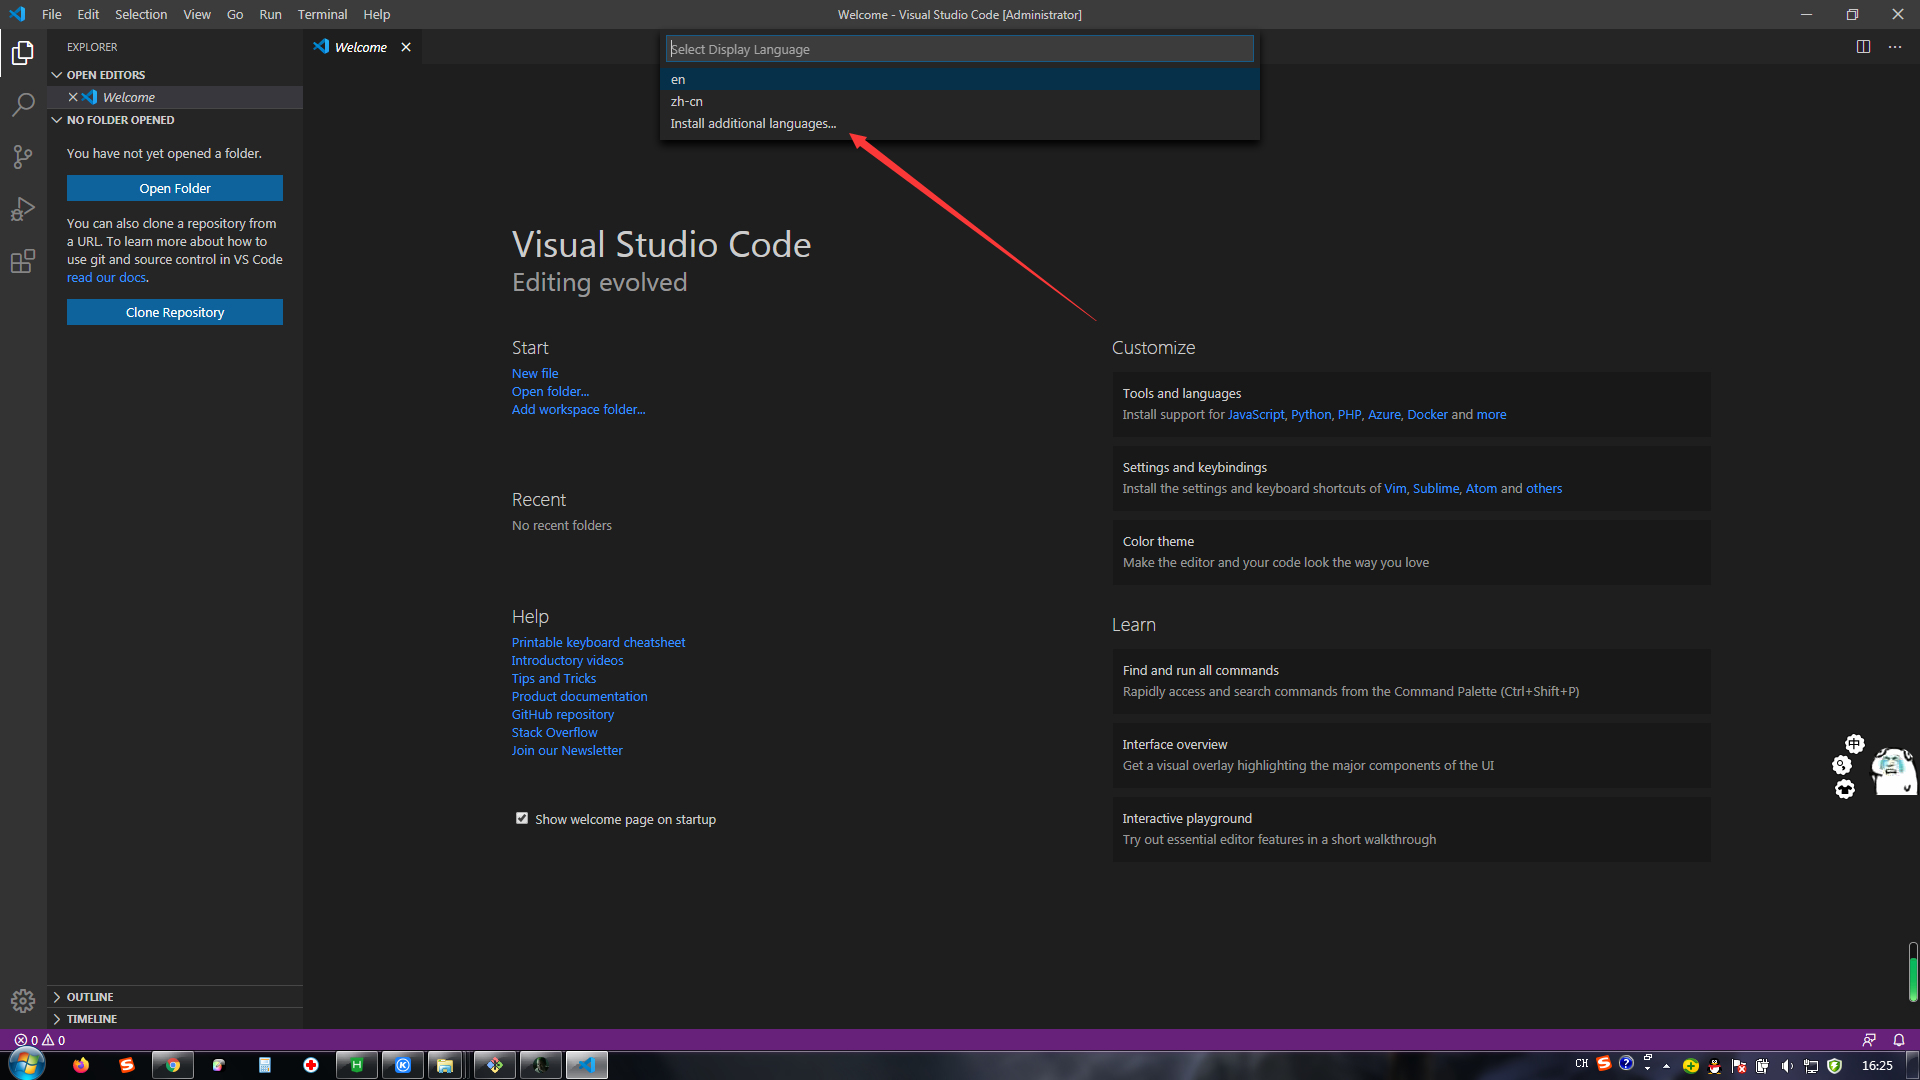 File Edit Selection View Go Run Terminal Help
Welcome - Visual Studio Code [Administrator]
EXPLORER
OPEN EDITORS
Welcome
NO FOLDER OPENED
You have not yet opened a folder.
Open Folder
You can also clone a repository from
a URL. To learn more about how to
use git and source control in VS Code
read our docs.
Clone Repository
OUTLINE
TIMELINE
Welcome
Select Display Language
en
zh-cn
Install additional languages...
Visual Studio Code
Editing evolved
Start
New file
Open folder...
Add workspace folder...
Recent
No recent folders
Help
Printable keyboard cheatsheet
Introductory videos
Tips and Tricks
Product documentation
GitHub repository
Stack Overflow
Join our Newsletter
Show welcome page on startup
Customize
Tools and languages
Install support for JavaScript, Python, PHP, Azure, Docker and more
Settings and keybindings
Install the settings and keyboard shortcuts of Vim, Sublime, Atom and others
Color theme
Make the editor and your code look the way you love
Learn
Find and run all commands
Rapidly access and search commands from the Command Palette (Ctrl+Shift+P)
Interface overview
Get a visual overlay highlighting the major components of the UI
Interactive playground
Try out essential editor features in a short walkthrough
中
0 0
CH
16:25